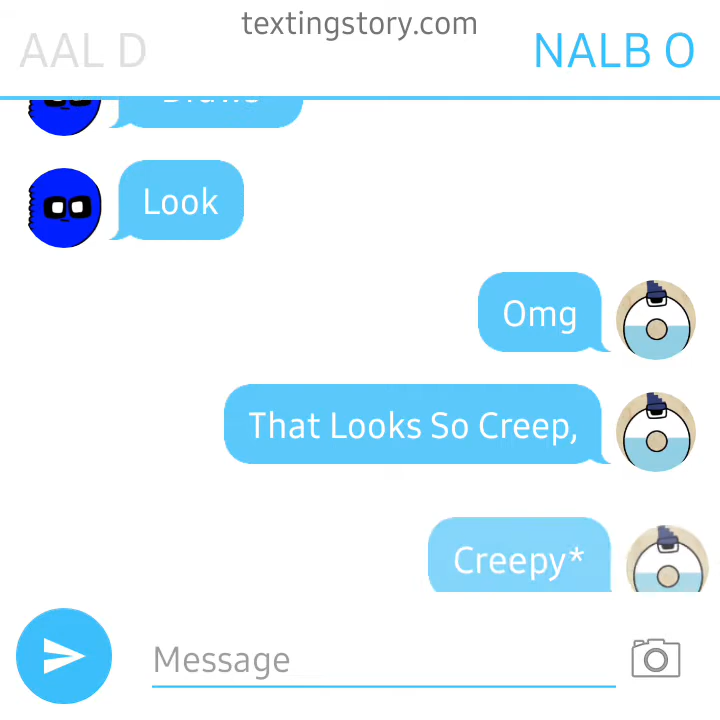 textingstory.com
AAL D
NALB O
Look
Omg
That Looks So Creep,
Creepy*
Message